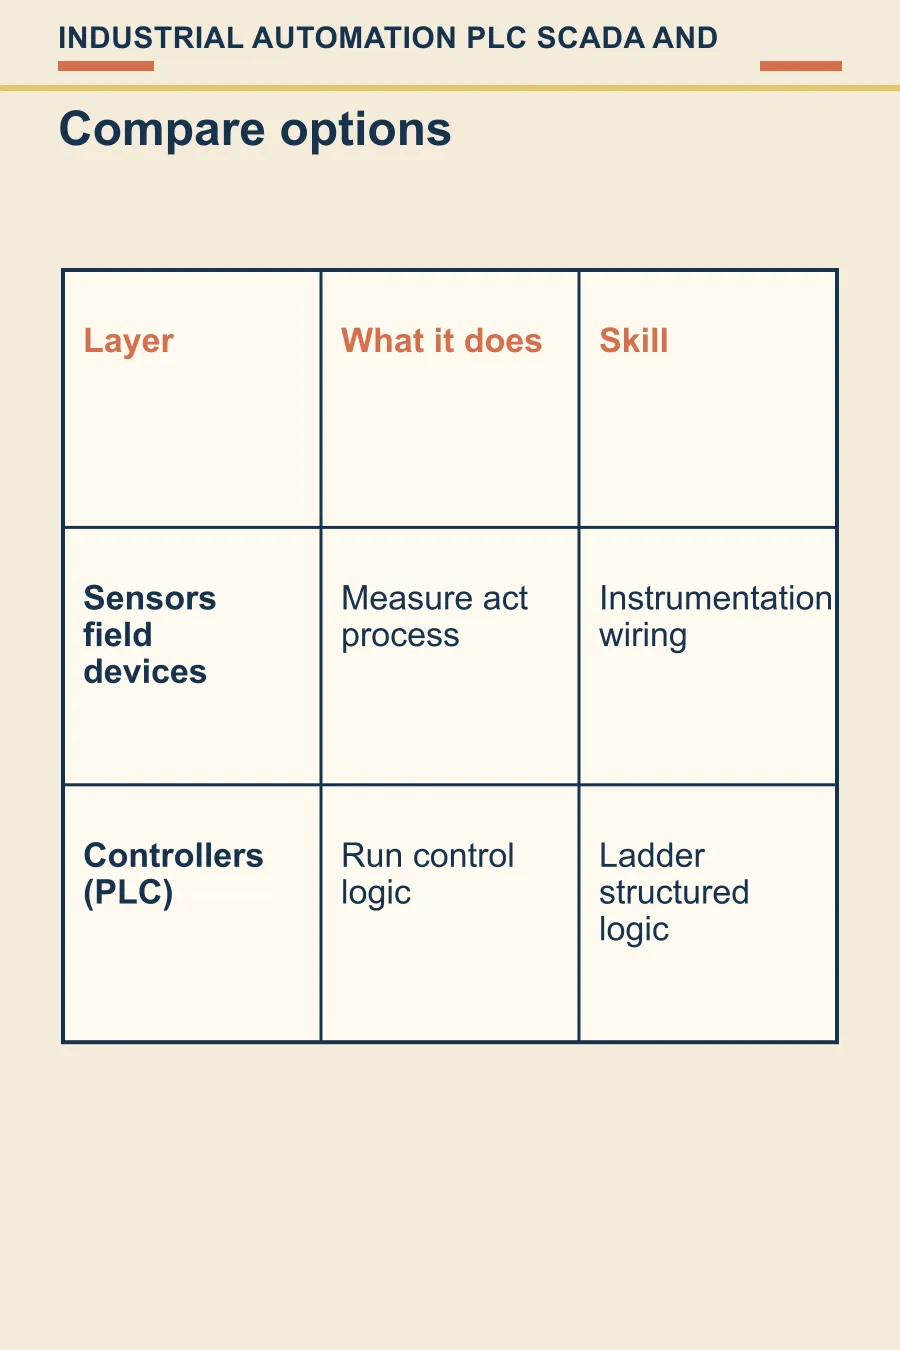 INDUSTRIAL AUTOMATION PLC SCADA AND
Compare options
Layer
What it does
Skill
Sensors
field
devices
Measure act
process
Instrumentation
wiring
Controllers
(PLC)
Run control
logic
Ladder
structured
logic